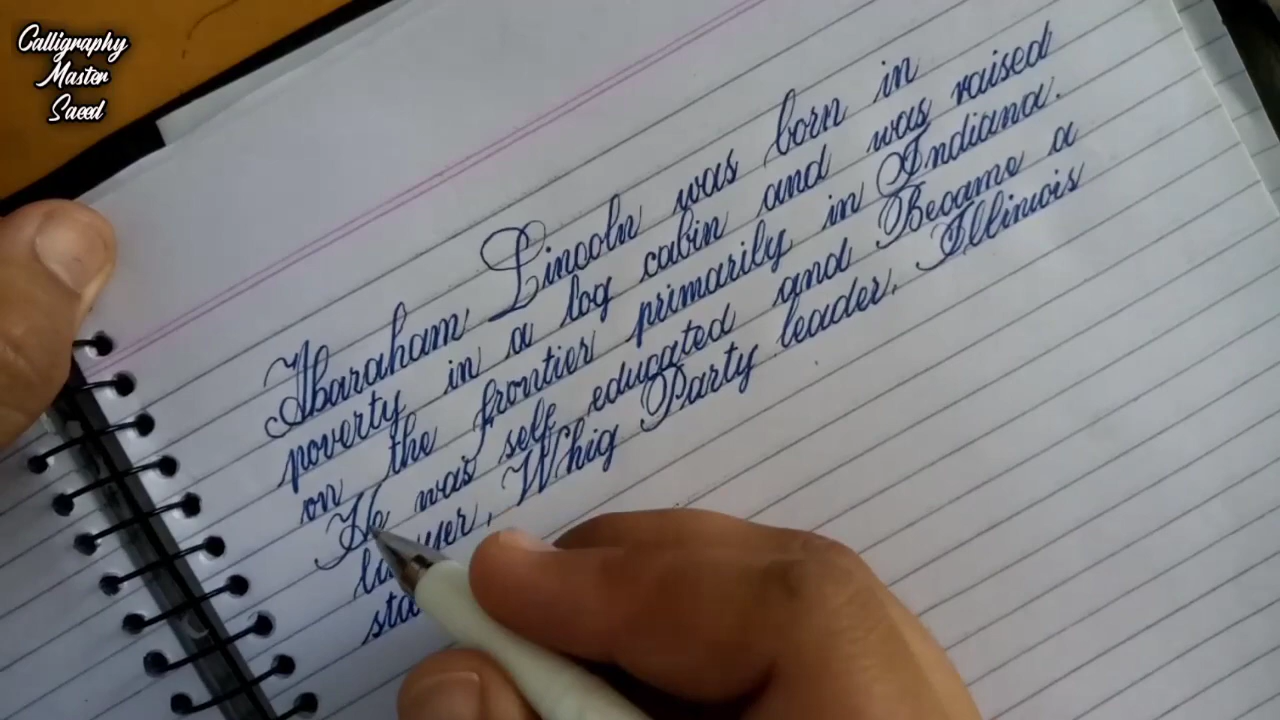 Calligraphy
Master
Saeed
Abaraham Lincoln was born in
poverty in a log cabin and was raised
on the frontier primarily in Indiana.
He was self educated and Became a
lawyer, Whig Party leader, Illinois
sta